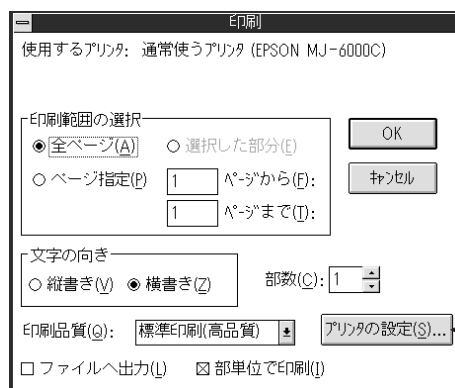 印刷
使用するプリンタ: 通常使うプリンタ (EPSON MJ-6000C)
印刷範囲の選択
全ページ(A) 選択した部分(E)
ページ指定(P) 1 ページから(F):
1 ページまで(T):
OK
キャンセル
文字の向き
縦書き(V) 横書き(Z)
部数(C): 1
印刷品質(Q): 標準印刷(高品質) プリンタの設定(S)...
ファイルへ出力(L) 部単位で印刷(I)